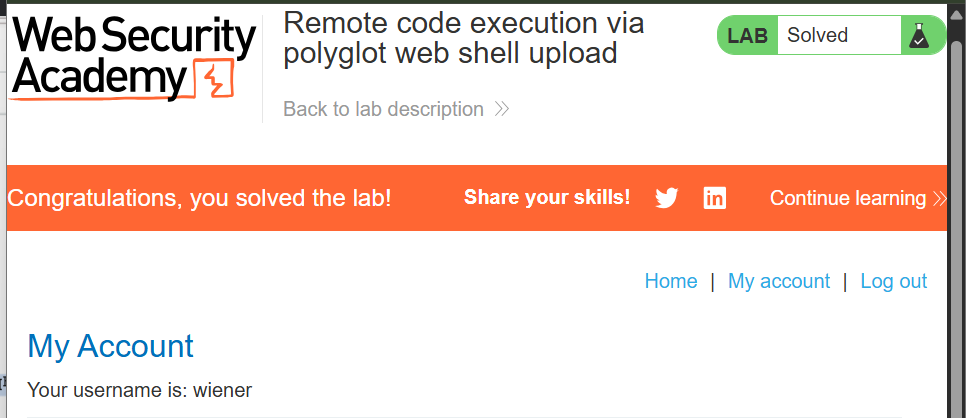 Web Security
Academy
Remote code execution via
polyglot web shell upload
Back to lab description
LAB Solved
Congratulations, you solved the lab!
Share your skills!
Continue learning
Home | My account | Log out
My Account
Your username is: wiener